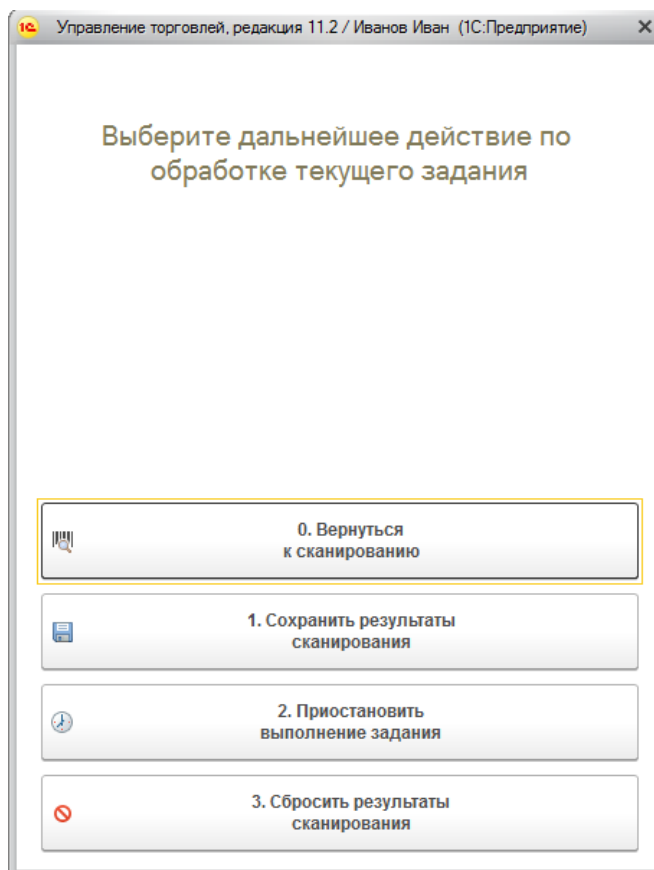 1С Управление торговлей, редакция 11.2 / Иванов Иван (1С:Предприятие)
Выберите дальнейшее действие по
обработке текущего задания
0. Вернуться
к сканированию
1. Сохранить результаты
сканирования
2. Приостановить
выполнение задания
3. Сбросить результаты
сканирования